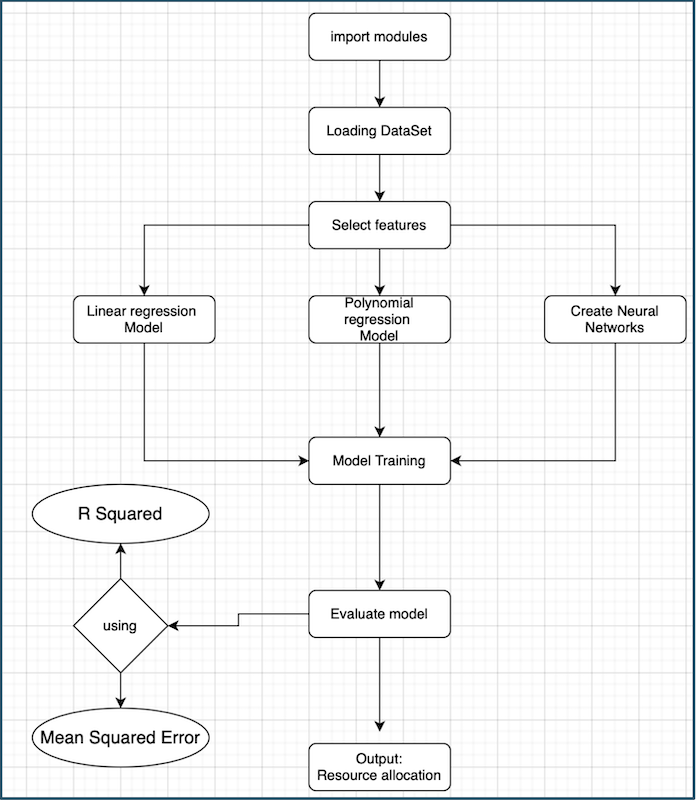 import modules
Loading DataSet
Select features
Linear regression
Model
Polynomial
regression
Model
Create Neural
Networks
Model Training
R Squared
using
Evaluate model
Mean Squared Error
Output:
Resource allocation